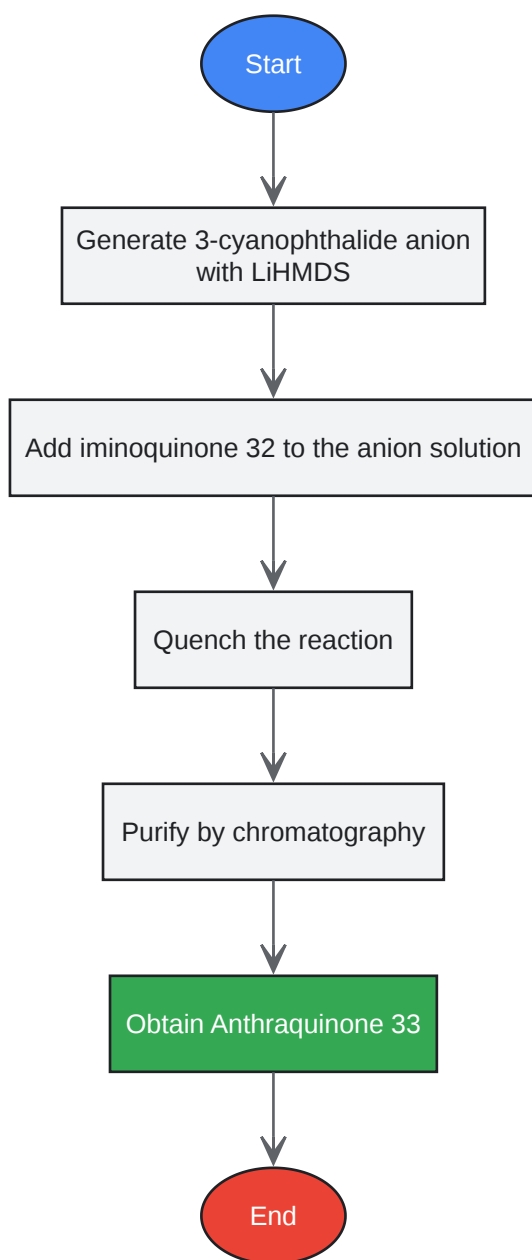 Start
Generate 3-cyanophthalide anion
with LiHMDS
Add iminoquinone 32 to the anion solution
Quench the reaction
Purify by chromatography
Obtain Anthraquinone 33
End